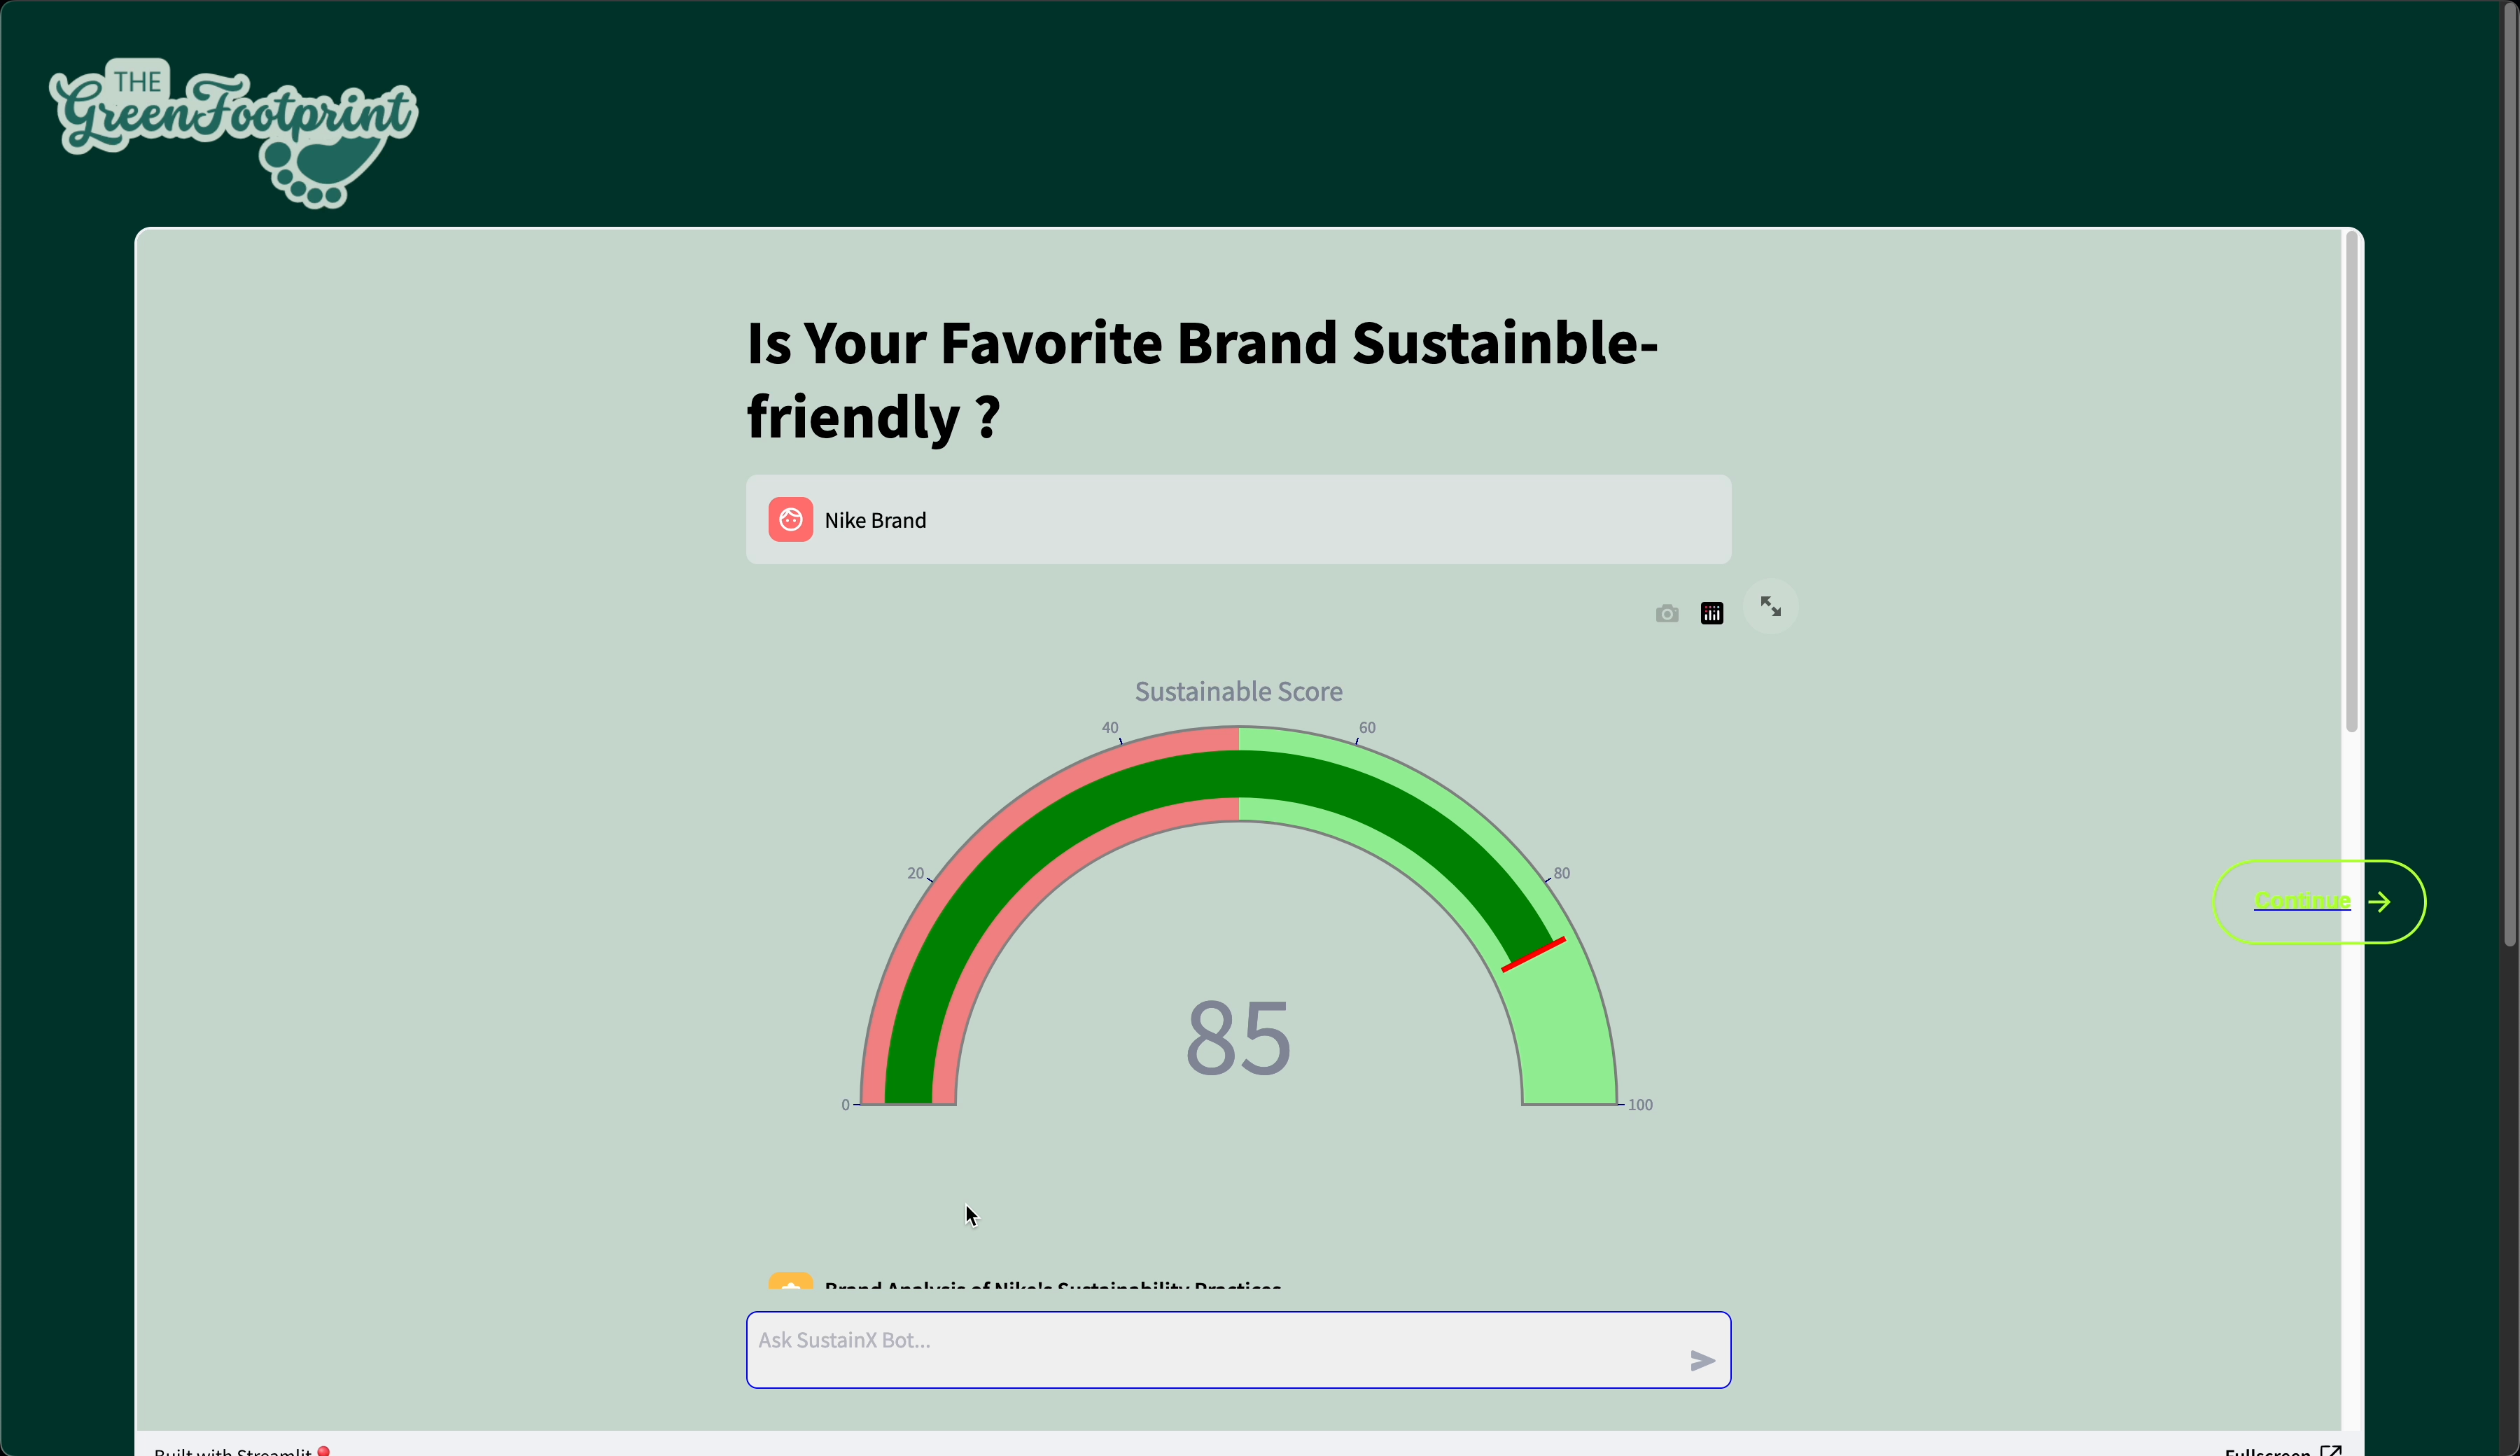 THE
GreenFootprint
Is Your Favorite Brand Sustainble-
friendly ?
Nike Brand
Sustainable Score
40
60
20
80
Continue
85
0
100
Brand Analysis of Nike's Sustainability Practices
Ask SustainX Bot...
Built with Streamlit
Fullscreen